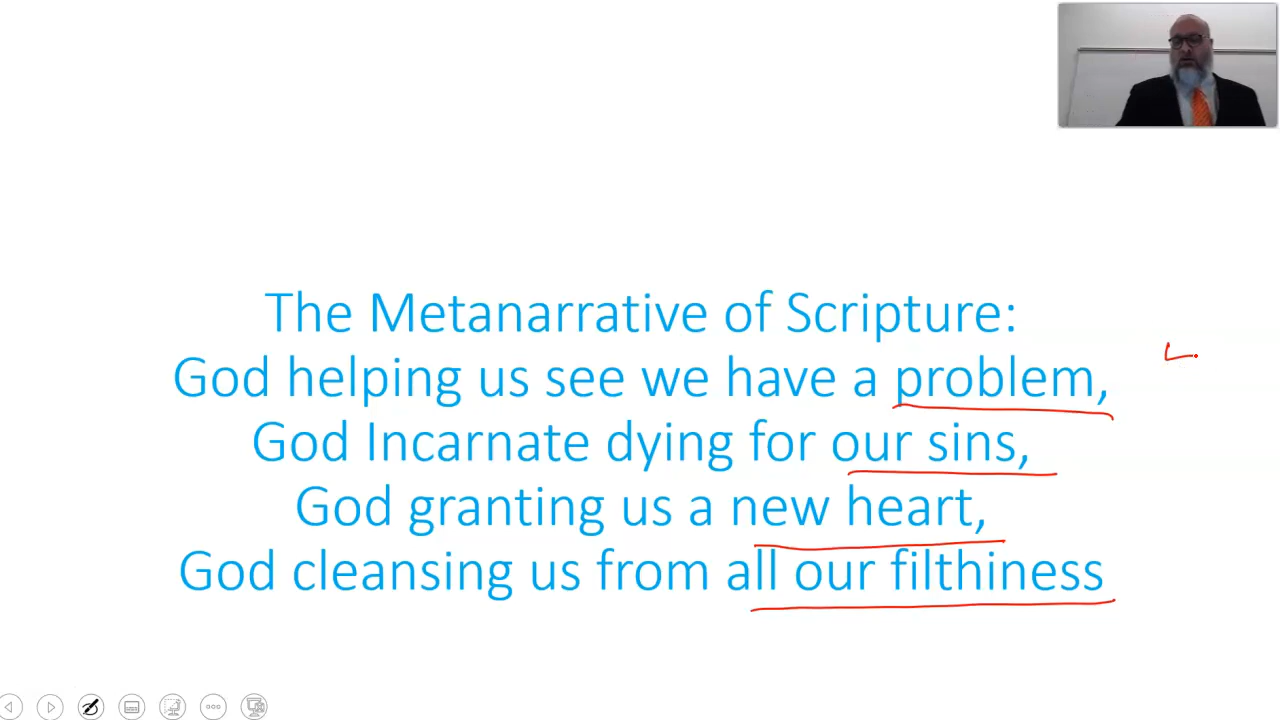 The Metanarrative of Scripture:
God helping us see we have a problem,
God Incarnate dying for our sins,
God granting us a new heart,
God cleansing us from all our filthiness